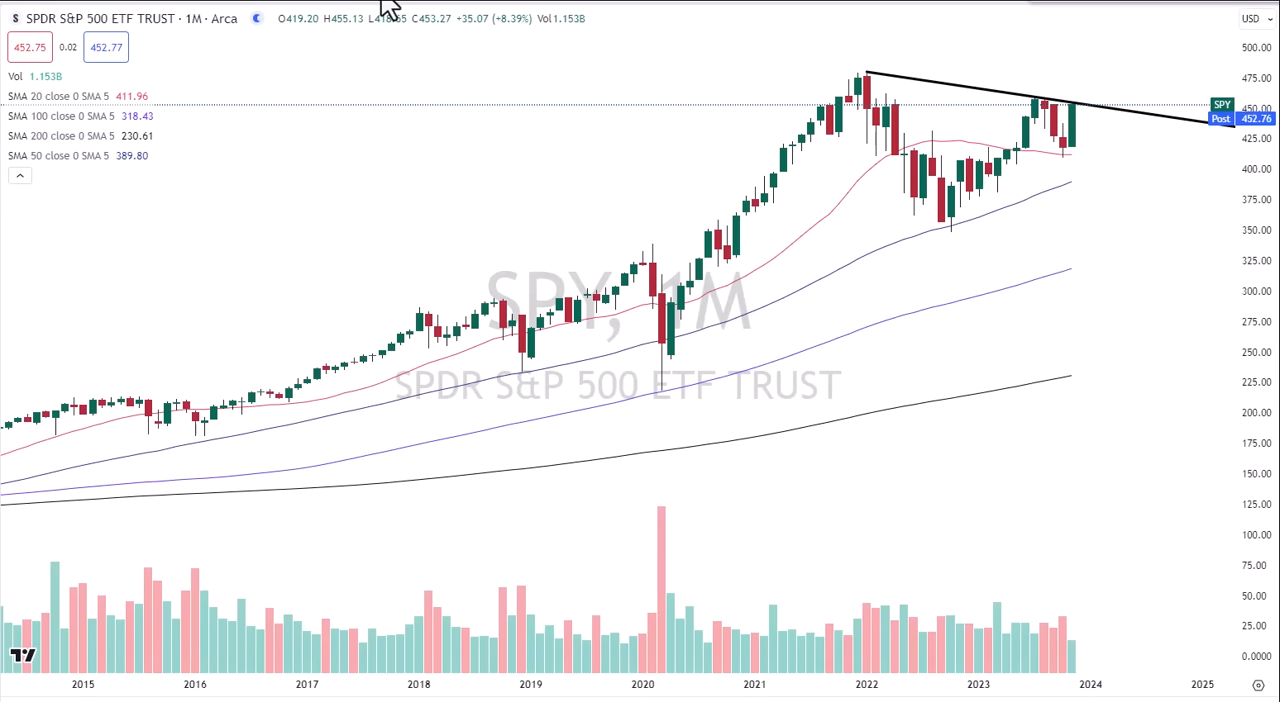 S SPDR S&P 500 ETF TRUST · 1M · Arca O419.20 H455.13 C453.27 +35.07 (+8.39%) Vol1.153B
USD
452.75 0.02 452.77
Vol 1.153B
SMA 20 close 0 SMA 5 411.96
SMA 100 close 0 SMA 5 318.43
SMA 200 close 0 SMA 5 230.61
SMA 50 close 0 SMA 5 389.80
500.00
475.00
SPY 450.00
Post 452.76
425.00
400.00
375.00
350.00
325.00
300.00
275.00
250.00
225.00
200.00
175.00
150.00
125.00
100.00
75.00
50.00
25.00
0.0000
SPY, 1M
SPDR S&P 500 ETF TRUST
2015 2016 2017 2018 2019 2020 2021 2022 2023 2024 2025